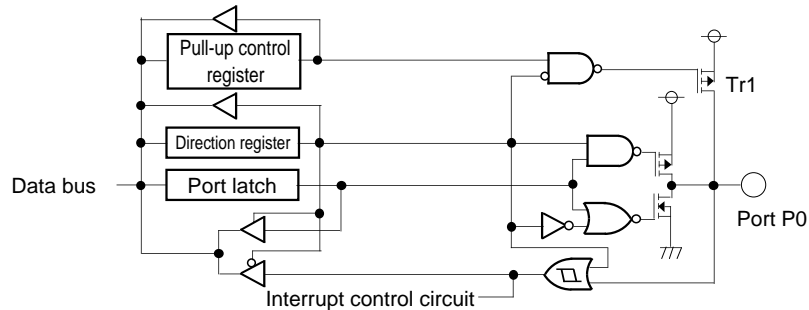 Pull-up control
register
Tr1
Direction register
Data bus
Port latch
Port P0
Interrupt control circuit